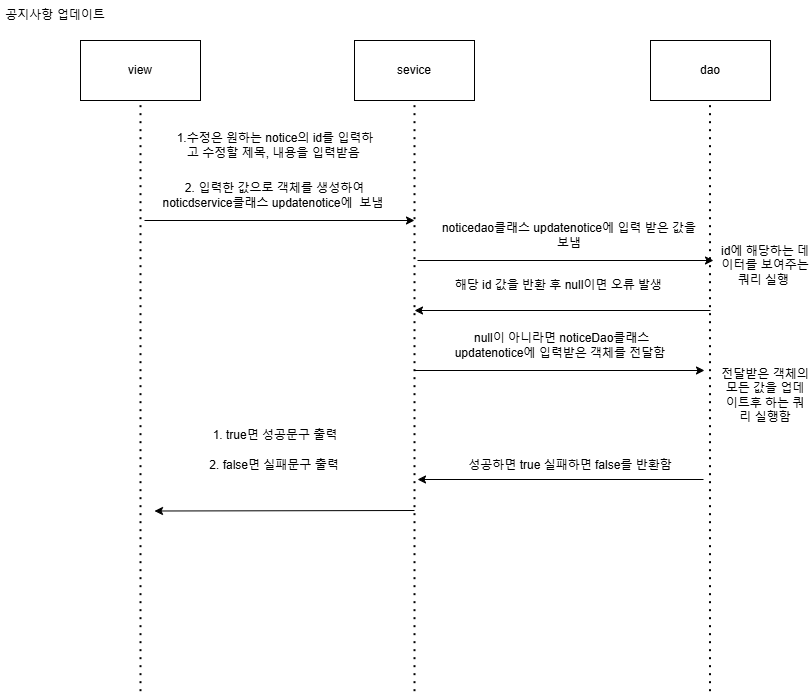 공지사항 업데이트
view
sevice
dao
1.수정은 원하는 notice의 id를 입력하
고 수정할 제목, 내용을 입력받음
2. 입력한 값으로 객체를 생성하여
noticdservice클래스 updatenotice에 보냄
noticedao클래스 updatenotice에 입력 받은 값을
보냄
id에 해당하는 데
이터를 보여주는
쿼리 실행
해당 id 값을 반환 후 null이면 오류 발생
null이 아니라면 noticeDao클래스
updatenotice에 입력받은 객체를 전달함
전달받은 객체의
모든 값을 업데
이트후 하는 쿼
리 실행함
1. true면 성공문구 출력
2. false면 실패문구 출력
성공하면 true 실패하면 false를 반환함